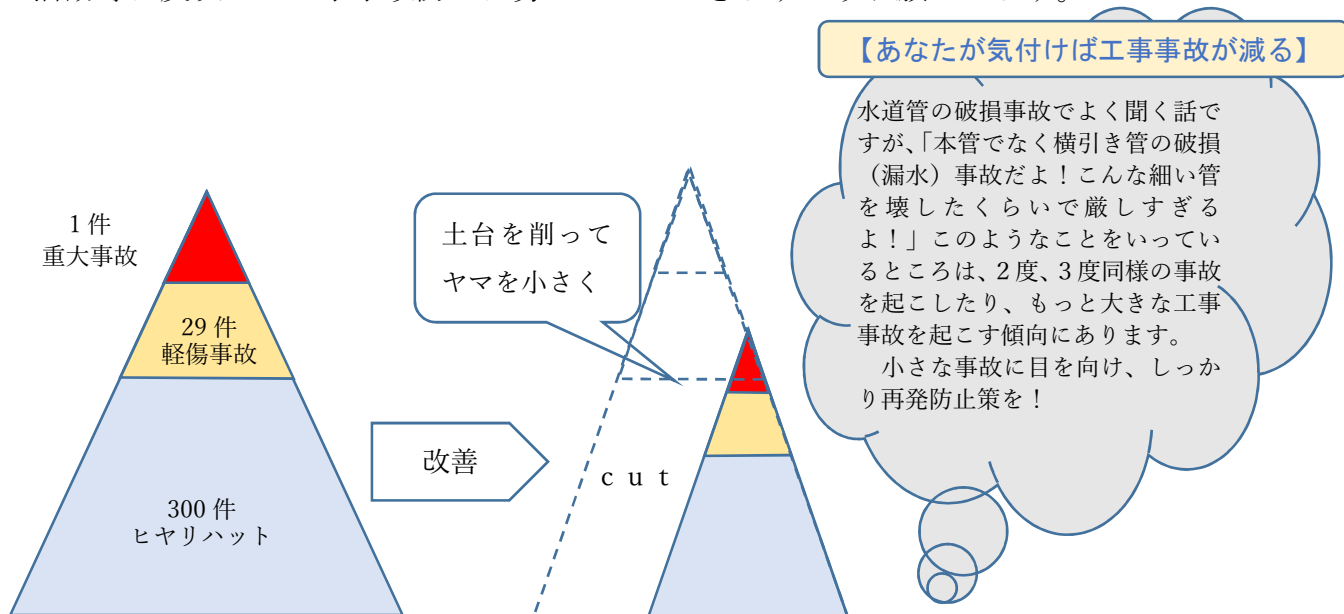 【あなたが気付けば工事事故が減る】
水道管の破損事故でよく聞く話で
すが、「本管でなく横引き管の破損
（漏水）事故だよ！こんな細い管
を壊したくらいで厳しすぎる
よ！」このようなことをいってい
るところは、2度、3度同様の事故
を起こしたり、もっと大きな工事
事故を起こす傾向にあります。
小さな事故に目を向け、しっか
り再発防止策を！
1件
重大事故
29件
軽傷事故
300件
ヒヤリハット
改善
土台を削って
ヤマを小さく
cut